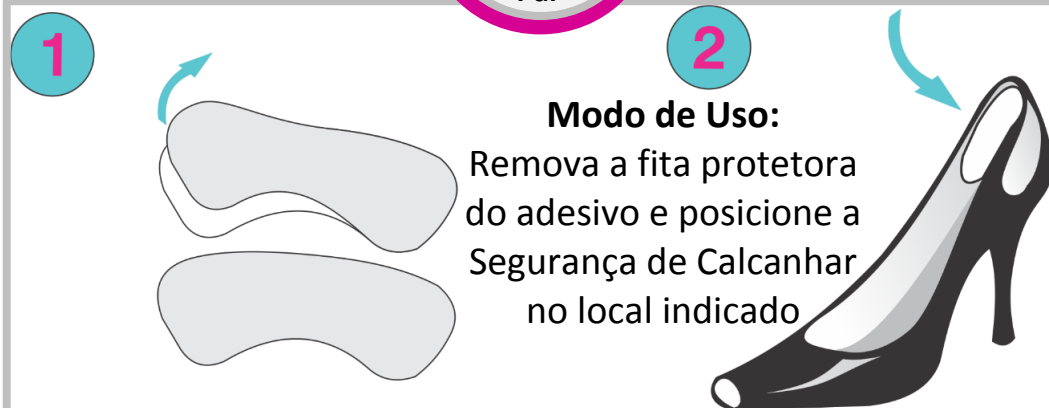 1
2
Modo de Uso:
Remova a fita protetora
do adesivo e posicione a
Segurança de Calcanhar
no local indicado